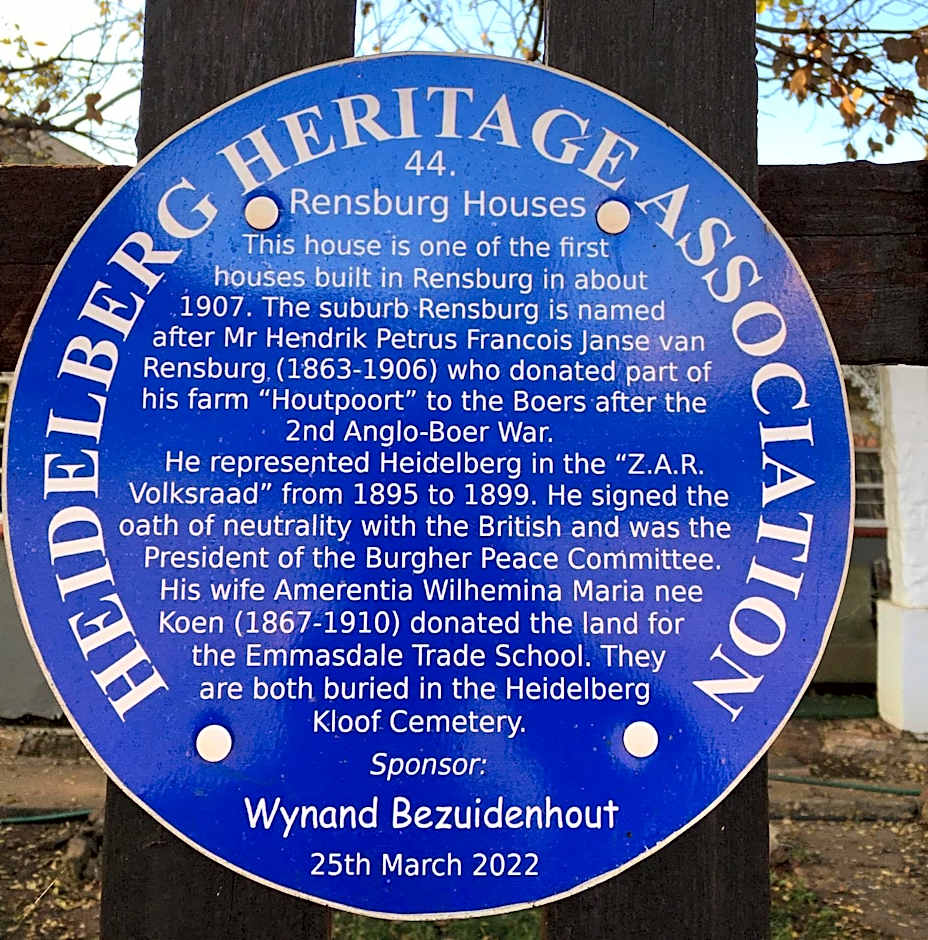 HEIDELBERG HERITAGE ASSOCIATION
44.
Rensburg Houses
This house is one of the first
houses built in Rensburg in about
1907. The suburb Rensburg is named
after Mr Hendrik Petrus Francois Janse van
Rensburg (1863-1906) who donated part of
his farm “Houtpoort” to the Boers after the
2nd Anglo-Boer War.
He represented Heidelberg in the “Z.A.R.
Volksraad” from 1895 to 1899. He signed the
oath of neutrality with the British and was the
President of the Burgher Peace Committee.
His wife Amerentia Wilhemina Maria nee
Koen (1867-1910) donated the land for
the Emmasdale Trade School. They
are both buried in the Heidelberg
Kloof Cemetery.
Sponsor:
Wynand Bezuidenhout
25th March 2022